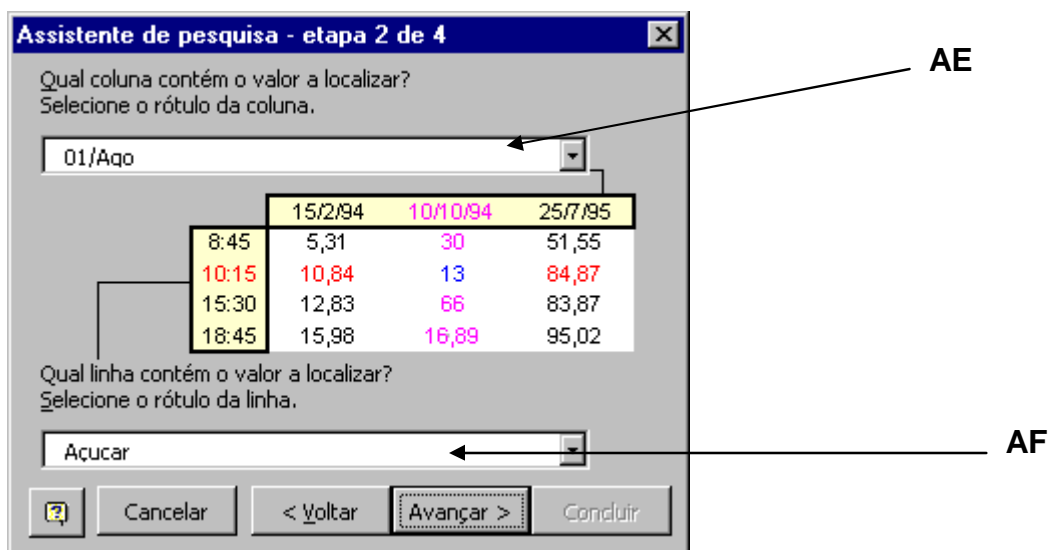 Assistente de pesquisa - etapa 2 de 4
AE
Qual coluna contém o valor a localizar?
Selecione o rótulo da coluna.
01/Ago
15/2/94 10/10/94 25/7/95
8:45 5,31 30 51,55
10:15 10,84 13 84,87
15:30 12,83 66 83,87
18:45 15,98 16,89 95,02
Qual linha contém o valor a localizar?
Selecione o rótulo da linha.
Açucar
AF
Cancelar < Voltar Avançar > Concluir